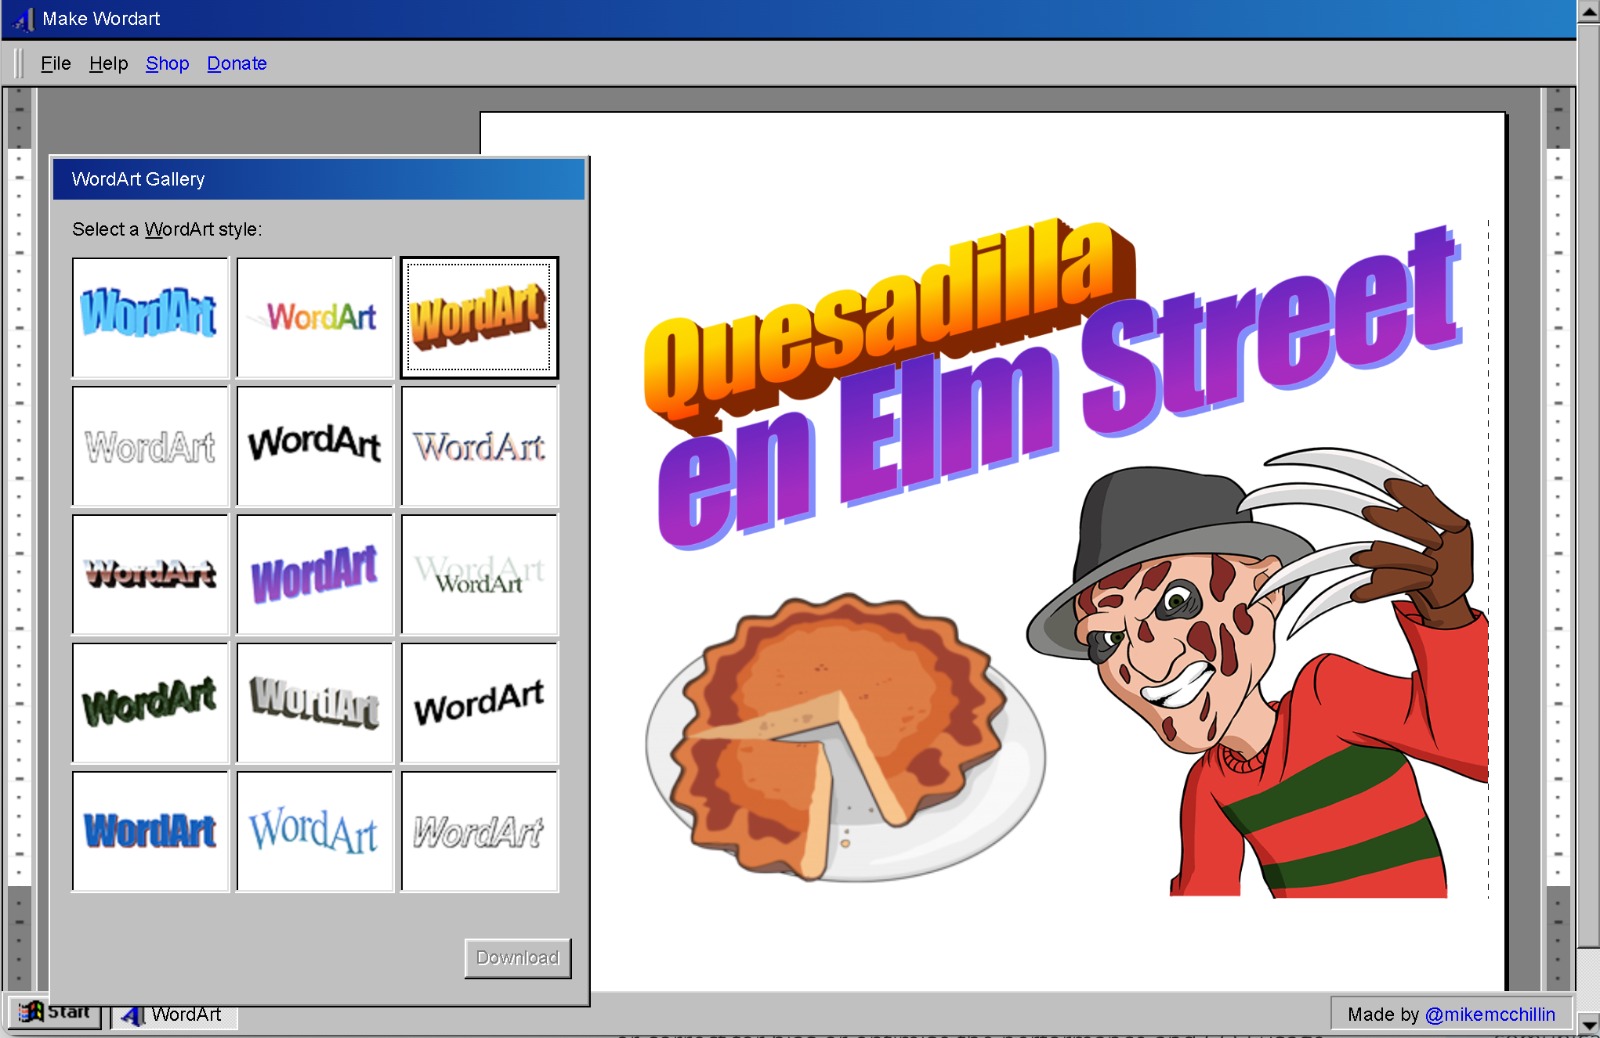 Make Wordart
File Help Shop Donate
WordArt Gallery
Select a WordArt style:
WordArt WordArt WordArt
WordArt WordArt WordArt
WordArt WordArt WordArt
WordArt
WordArt WordArt WordArt
WordArt WordArt WordArt
Download
Quesadilla
en Elm Street
Start WordArt
Made by @mikemcchillin